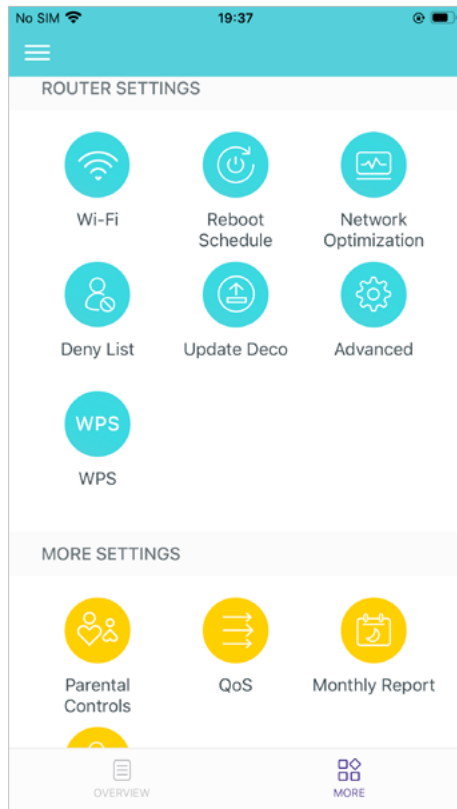 No SIM 19:37
ROUTER SETTINGS
Wi-Fi Reboot Schedule Network Optimization
Deny List Update Deco Advanced
WPS
WPS
MORE SETTINGS
Parental Controls QoS Monthly Report
OVERVIEW MORE